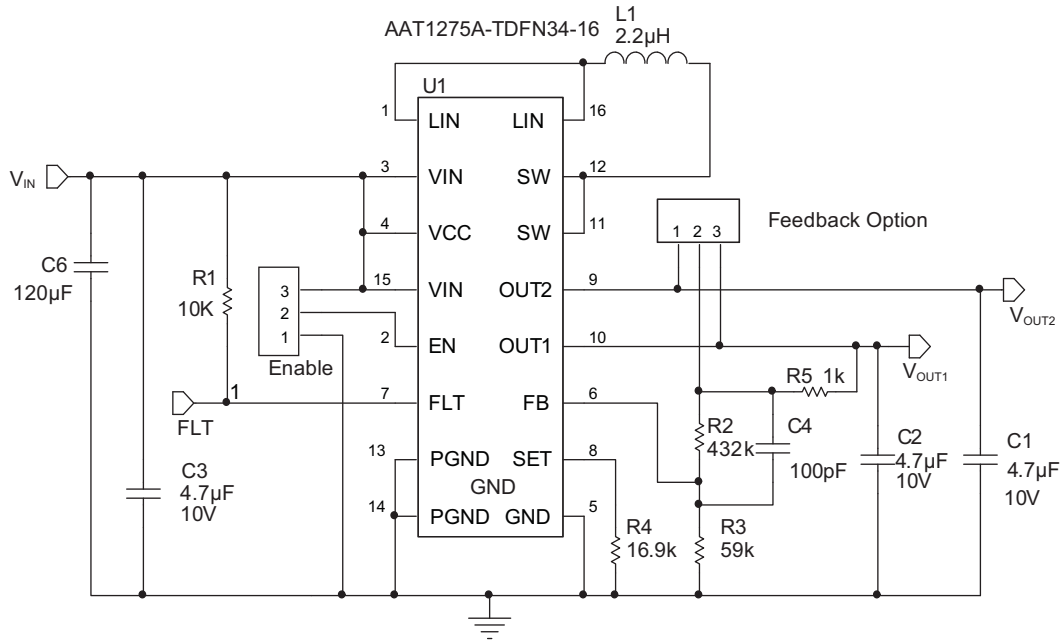 AAT1275A-TDFN34-16
L1
2.2µH
U1
1
LIN
LIN
16
V_IN
3
VIN
SW
12
4
VCC
SW
11
1 2 3
Feedback Option
C6
120µF
R1
10K
3
2
1
Enable
15
VIN
OUT2
9
V_OUT2
2
EN
OUT1
10
V_OUT1
R5 1k
FLT
1
7
FLT
FB
6
R2
432k
C4
100pF
C2
4.7µF
10V
C1
4.7µF
10V
C3
4.7µF
10V
13
PGND
SET
8
GND
14
PGND
GND
5
R4
16.9k
R3
59k